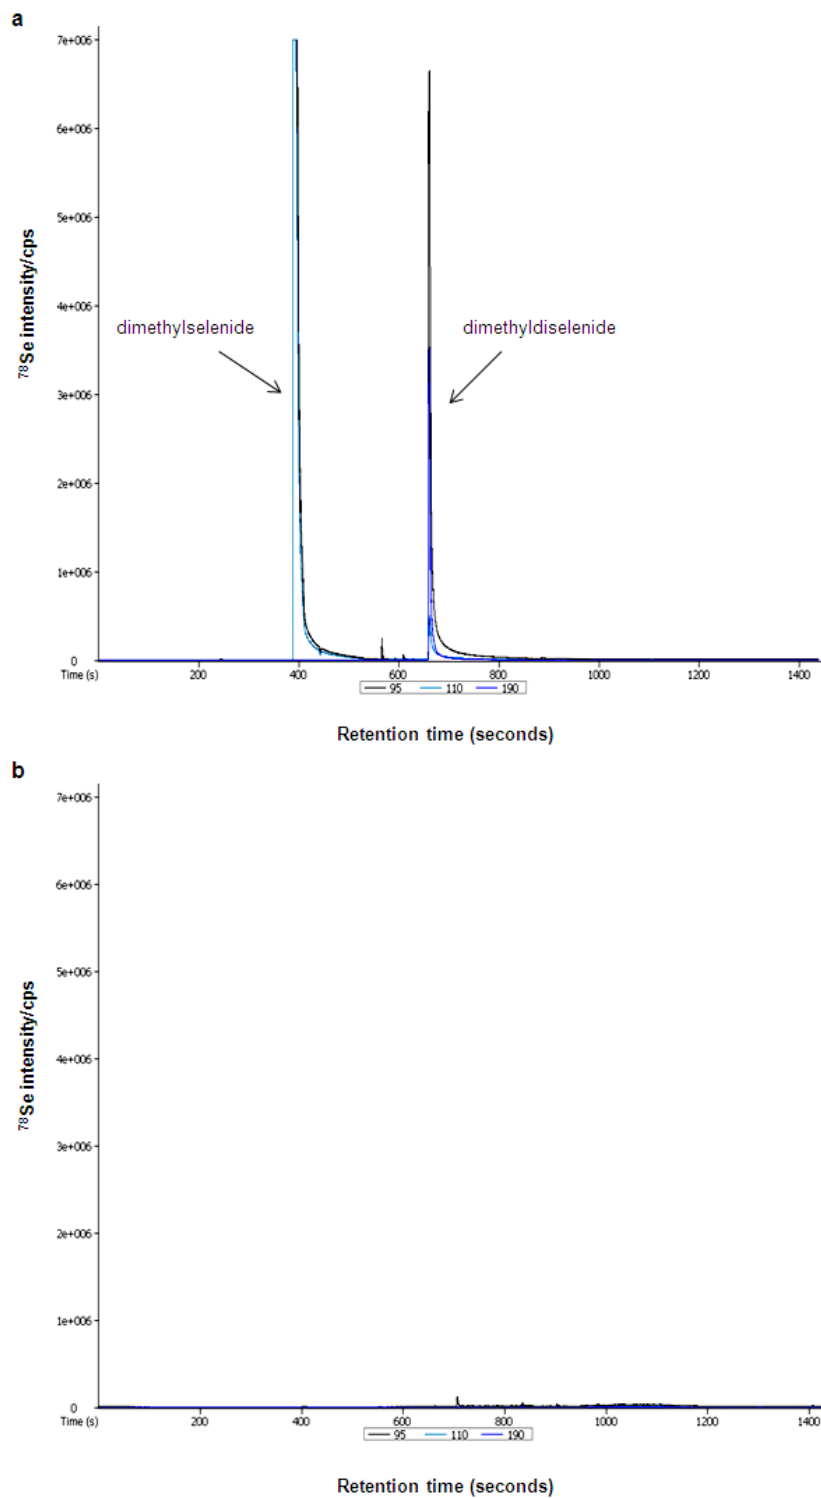 a
7e+006
6e+006
5e+006
4e+006
3e+006
2e+006
1e+006
0
78Se intensity/cps
dimethylselenide
dimethyldiselenide
Time (s) 200 400 600 800 1000 1200 1400
95 110 190
Retention time (seconds)
b
7e+006
6e+006
5e+006
4e+006
3e+006
2e+006
1e+006
0
78Se intensity/cps
Time (s) 200 400 600 800 1000 1200 1400
95 110 190
Retention time (seconds)